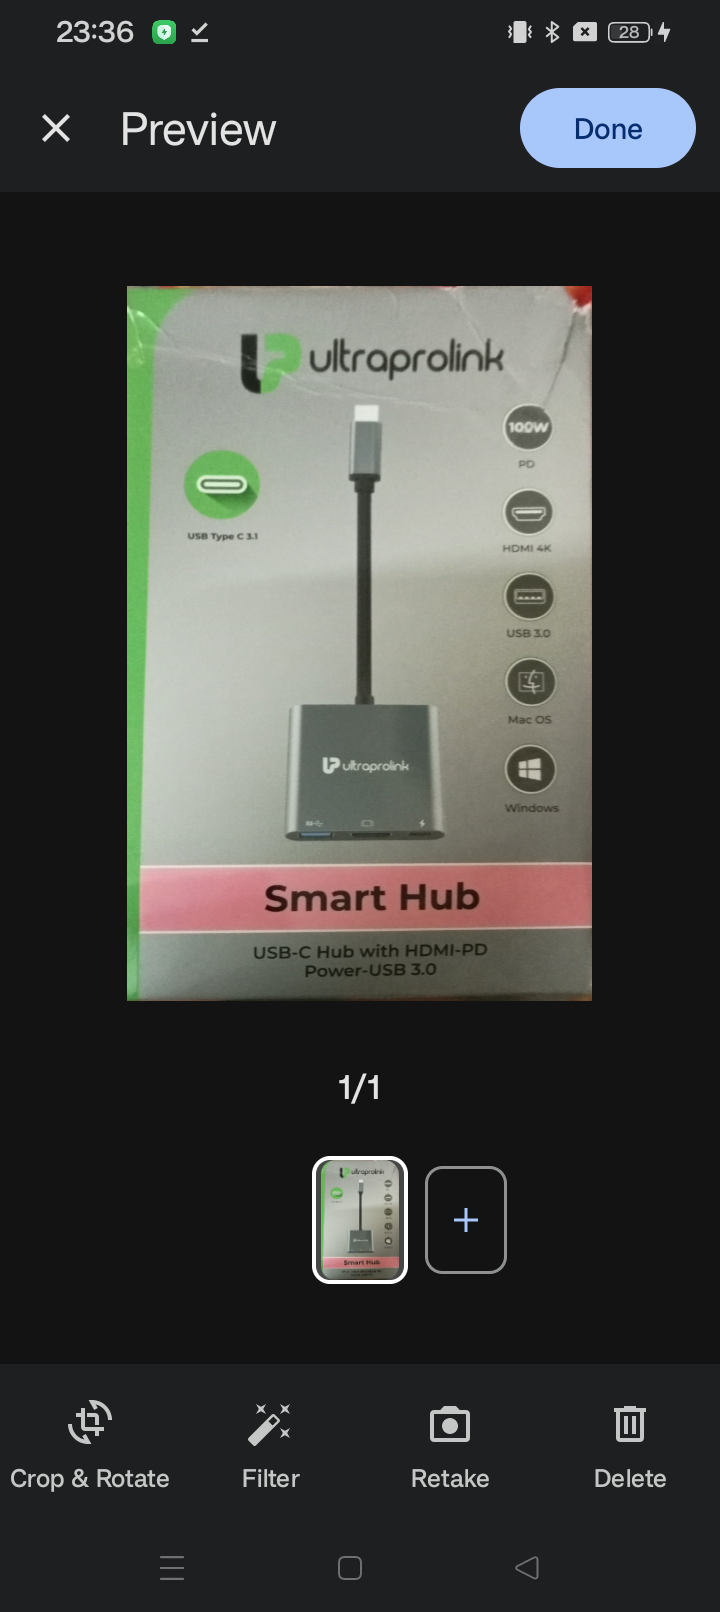 23:36
28
Preview
Done
ultraprolink
100W
PD
USB Type C 3.1
HDMI 4K
USB 3.0
Mac OS
ultraprolink
Windows
Smart Hub
USB-C Hub with HDMI-PD
Power-USB 3.0
1/1
ultraprolink
Smart Hub
Crop & Rotate
Filter
Retake
Delete